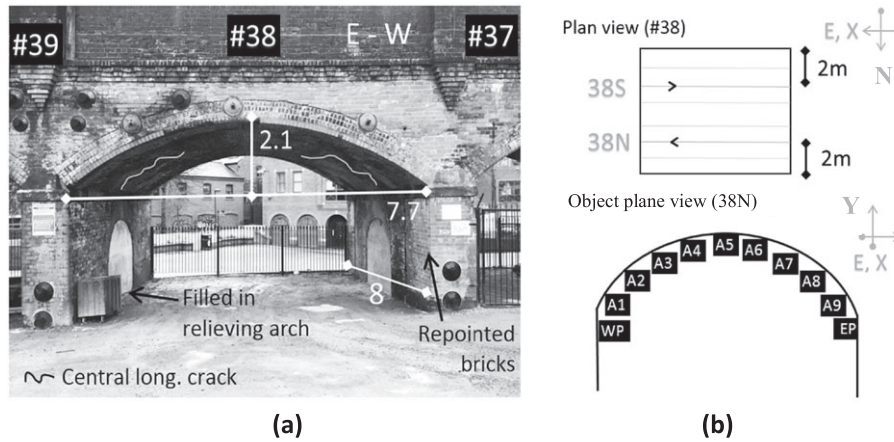 #39
#38
E - W
#37
2.1
7.7
8
Filled in
relieving arch
Repointed
bricks
Central long. crack
(a)
Plan view (#38)
E, X
N
38S
2m
38N
2m
Object plane view (38N)
Y
E, X
A1
A2
A3
A4
A5
A6
A7
A8
A9
WP
EP
(b)